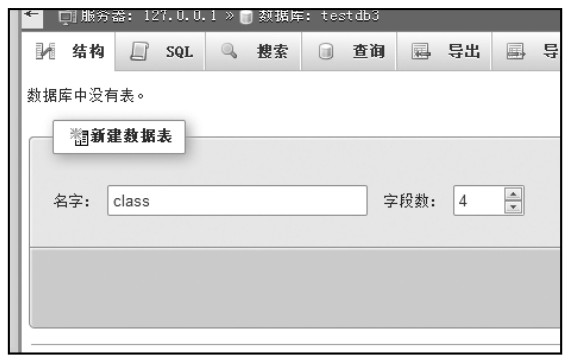 服务器: 127.0.0.1 » 数据库: testdb3
结构 SQL 搜索 查询 导出 导
数据库中没有表。
新建数据表
名字: class 字段数: 4